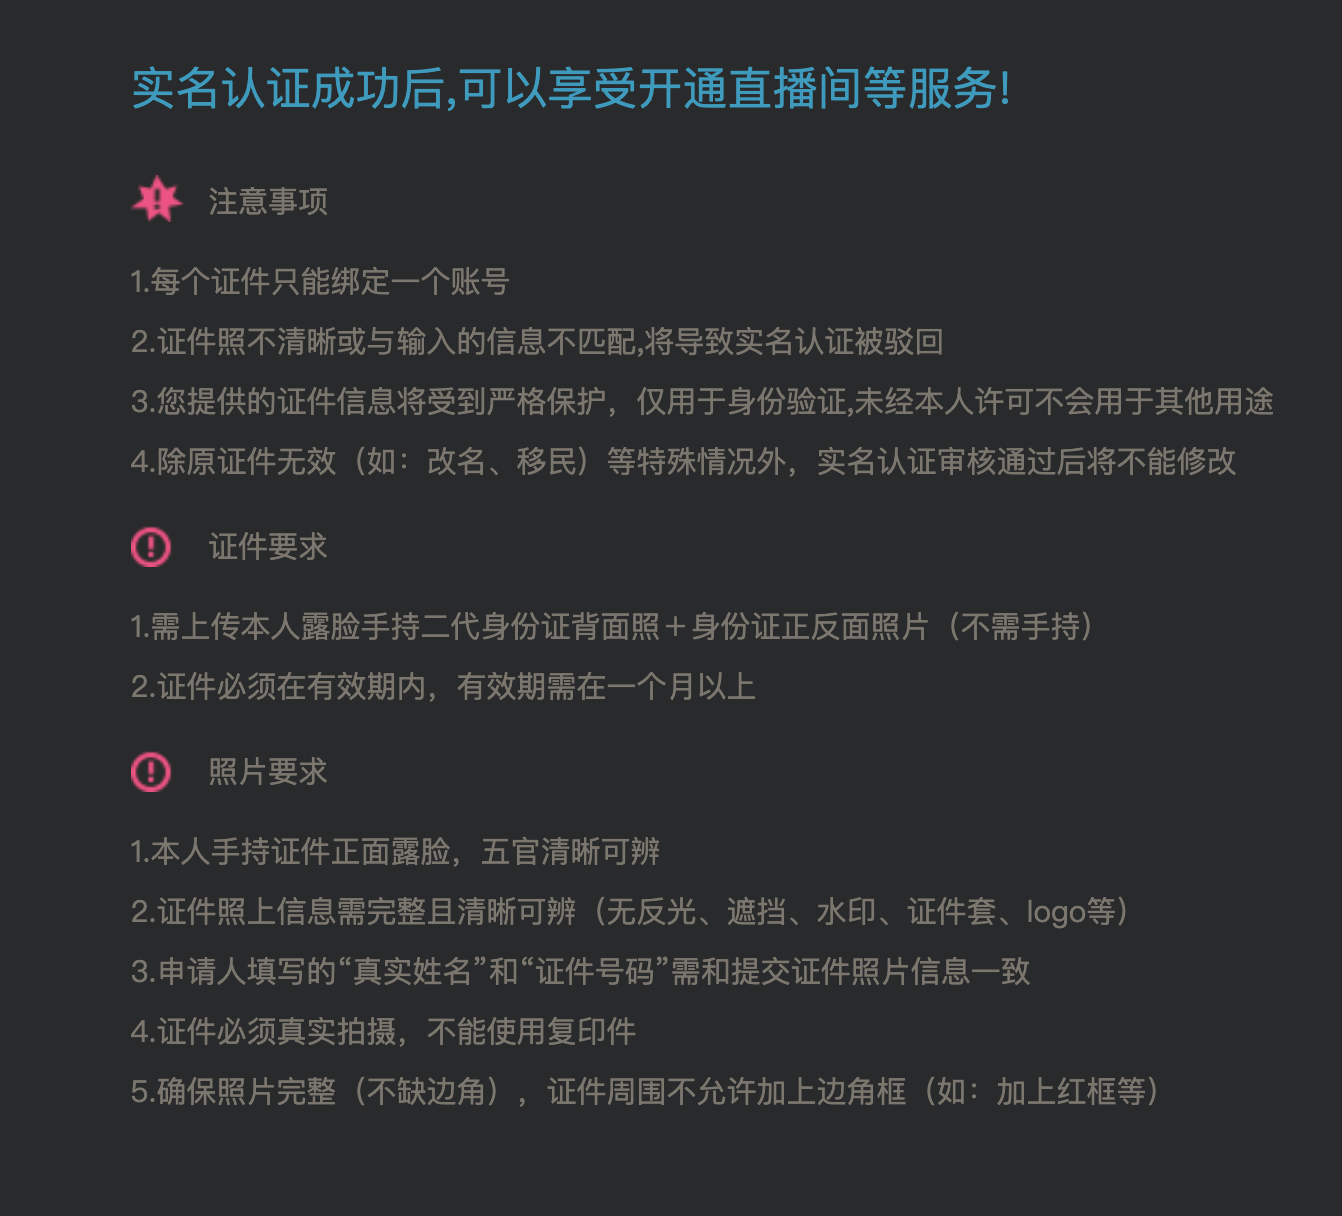 实名认证成功后,可以享受开通直播间等服务!
注意事项
1.每个证件只能绑定一个账号
2.证件照不清晰或与输入的信息不匹配,将导致实名认证被驳回
3.您提供的证件信息将受到严格保护，仅用于身份验证,未经本人许可不会用于其他用途
4.除原证件无效（如：改名、移民）等特殊情况外，实名认证审核通过后将不能修改
证件要求
1.需上传本人露脸手持二代身份证背面照＋身份证正反面照片（不需手持）
2.证件必须在有效期内，有效期需在一个月以上
照片要求
1.本人手持证件正面露脸，五官清晰可辨
2.证件照上信息需完整且清晰可辨（无反光、遮挡、水印、证件套、logo等）
3.申请人填写的“真实姓名”和“证件号码”需和提交证件照片信息一致
4.证件必须真实拍摄，不能使用复印件
5.确保照片完整（不缺边角），证件周围不允许加上边角框（如：加上红框等）